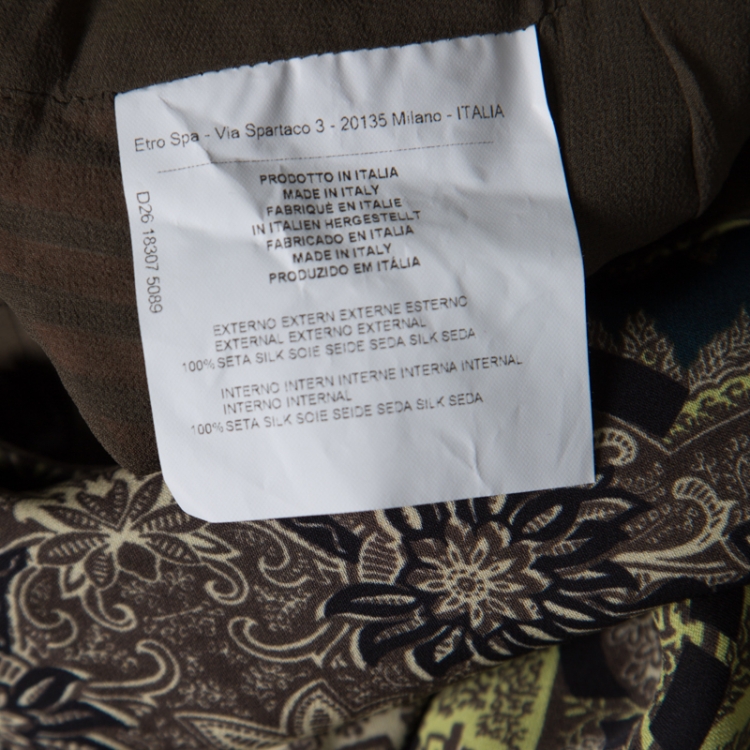 Etro Spa - Via Spartaco 3 - 20135 Milano - ITALIA
PRODOTTO IN ITALIA
MADE IN ITALY
FABRIQUÉ EN ITALIE
IN ITALIEN HERGESTELLT
FABRICADO EN ITALIA
MADE IN ITALY
PRODUZIDO EM ITÁLIA
D26 18307 5089
EXTERNO EXTERN EXTERNE ESTERNO
EXTERNAL EXTERNO EXTERNAL
100% SETA SILK SOIE SEIDE SEDA SILK SEDA
INTERNO INTERN INTERNE INTERNA INTERNAL
INTERNO INTERNAL
100% SETA SILK SOIE SEIDE SEDA SILK SEDA